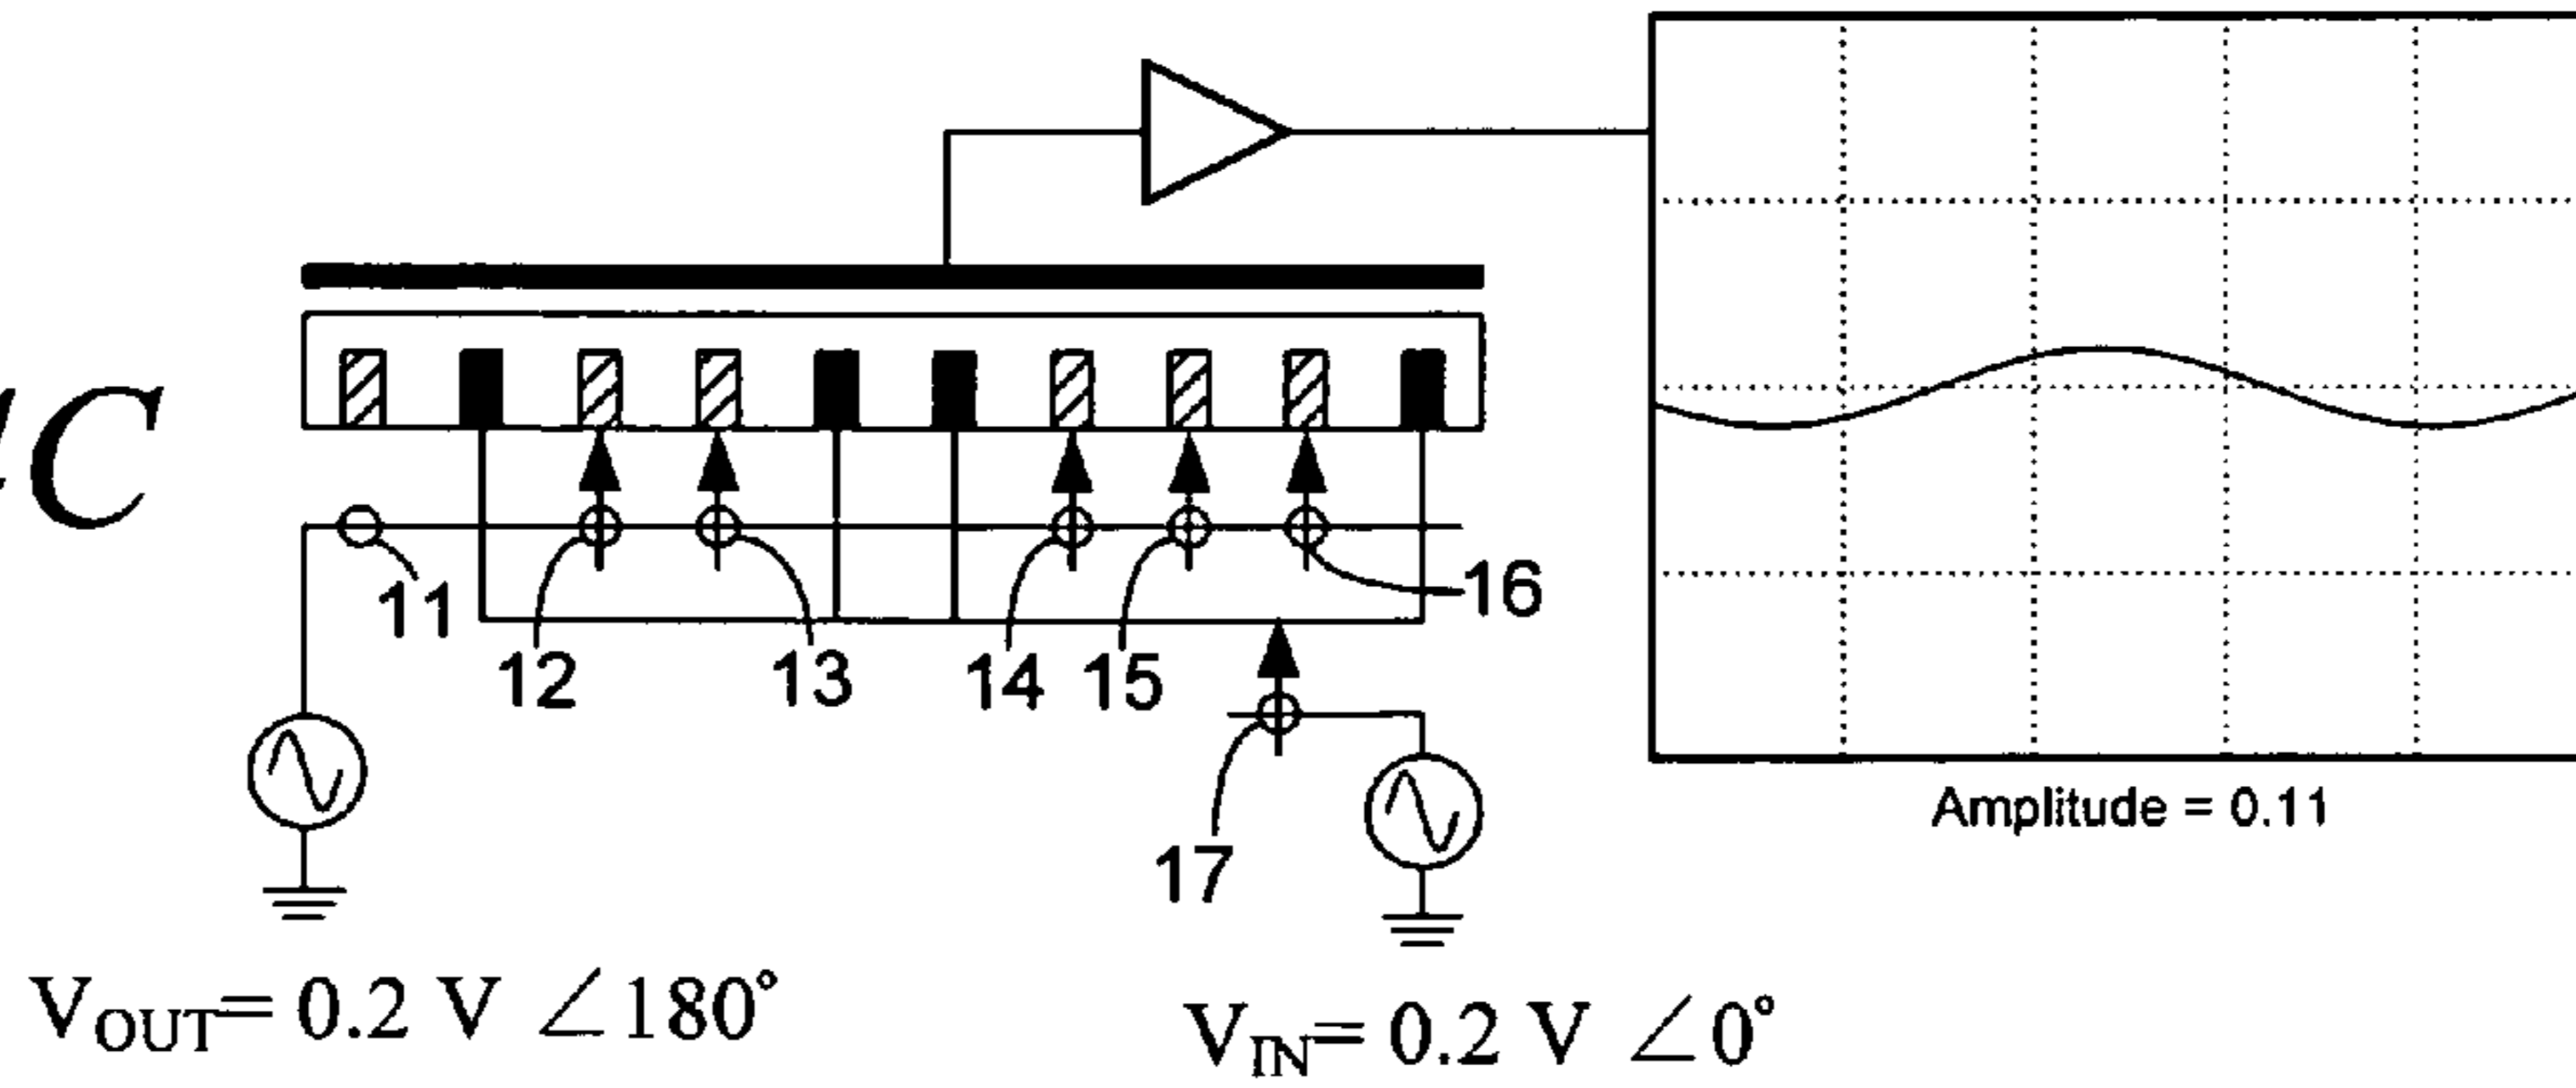 C
11
12
13
14
15
16
17
Amplitude = 0.11
V_OUT= 0.2 V ∠180°
V_IN= 0.2 V ∠0°